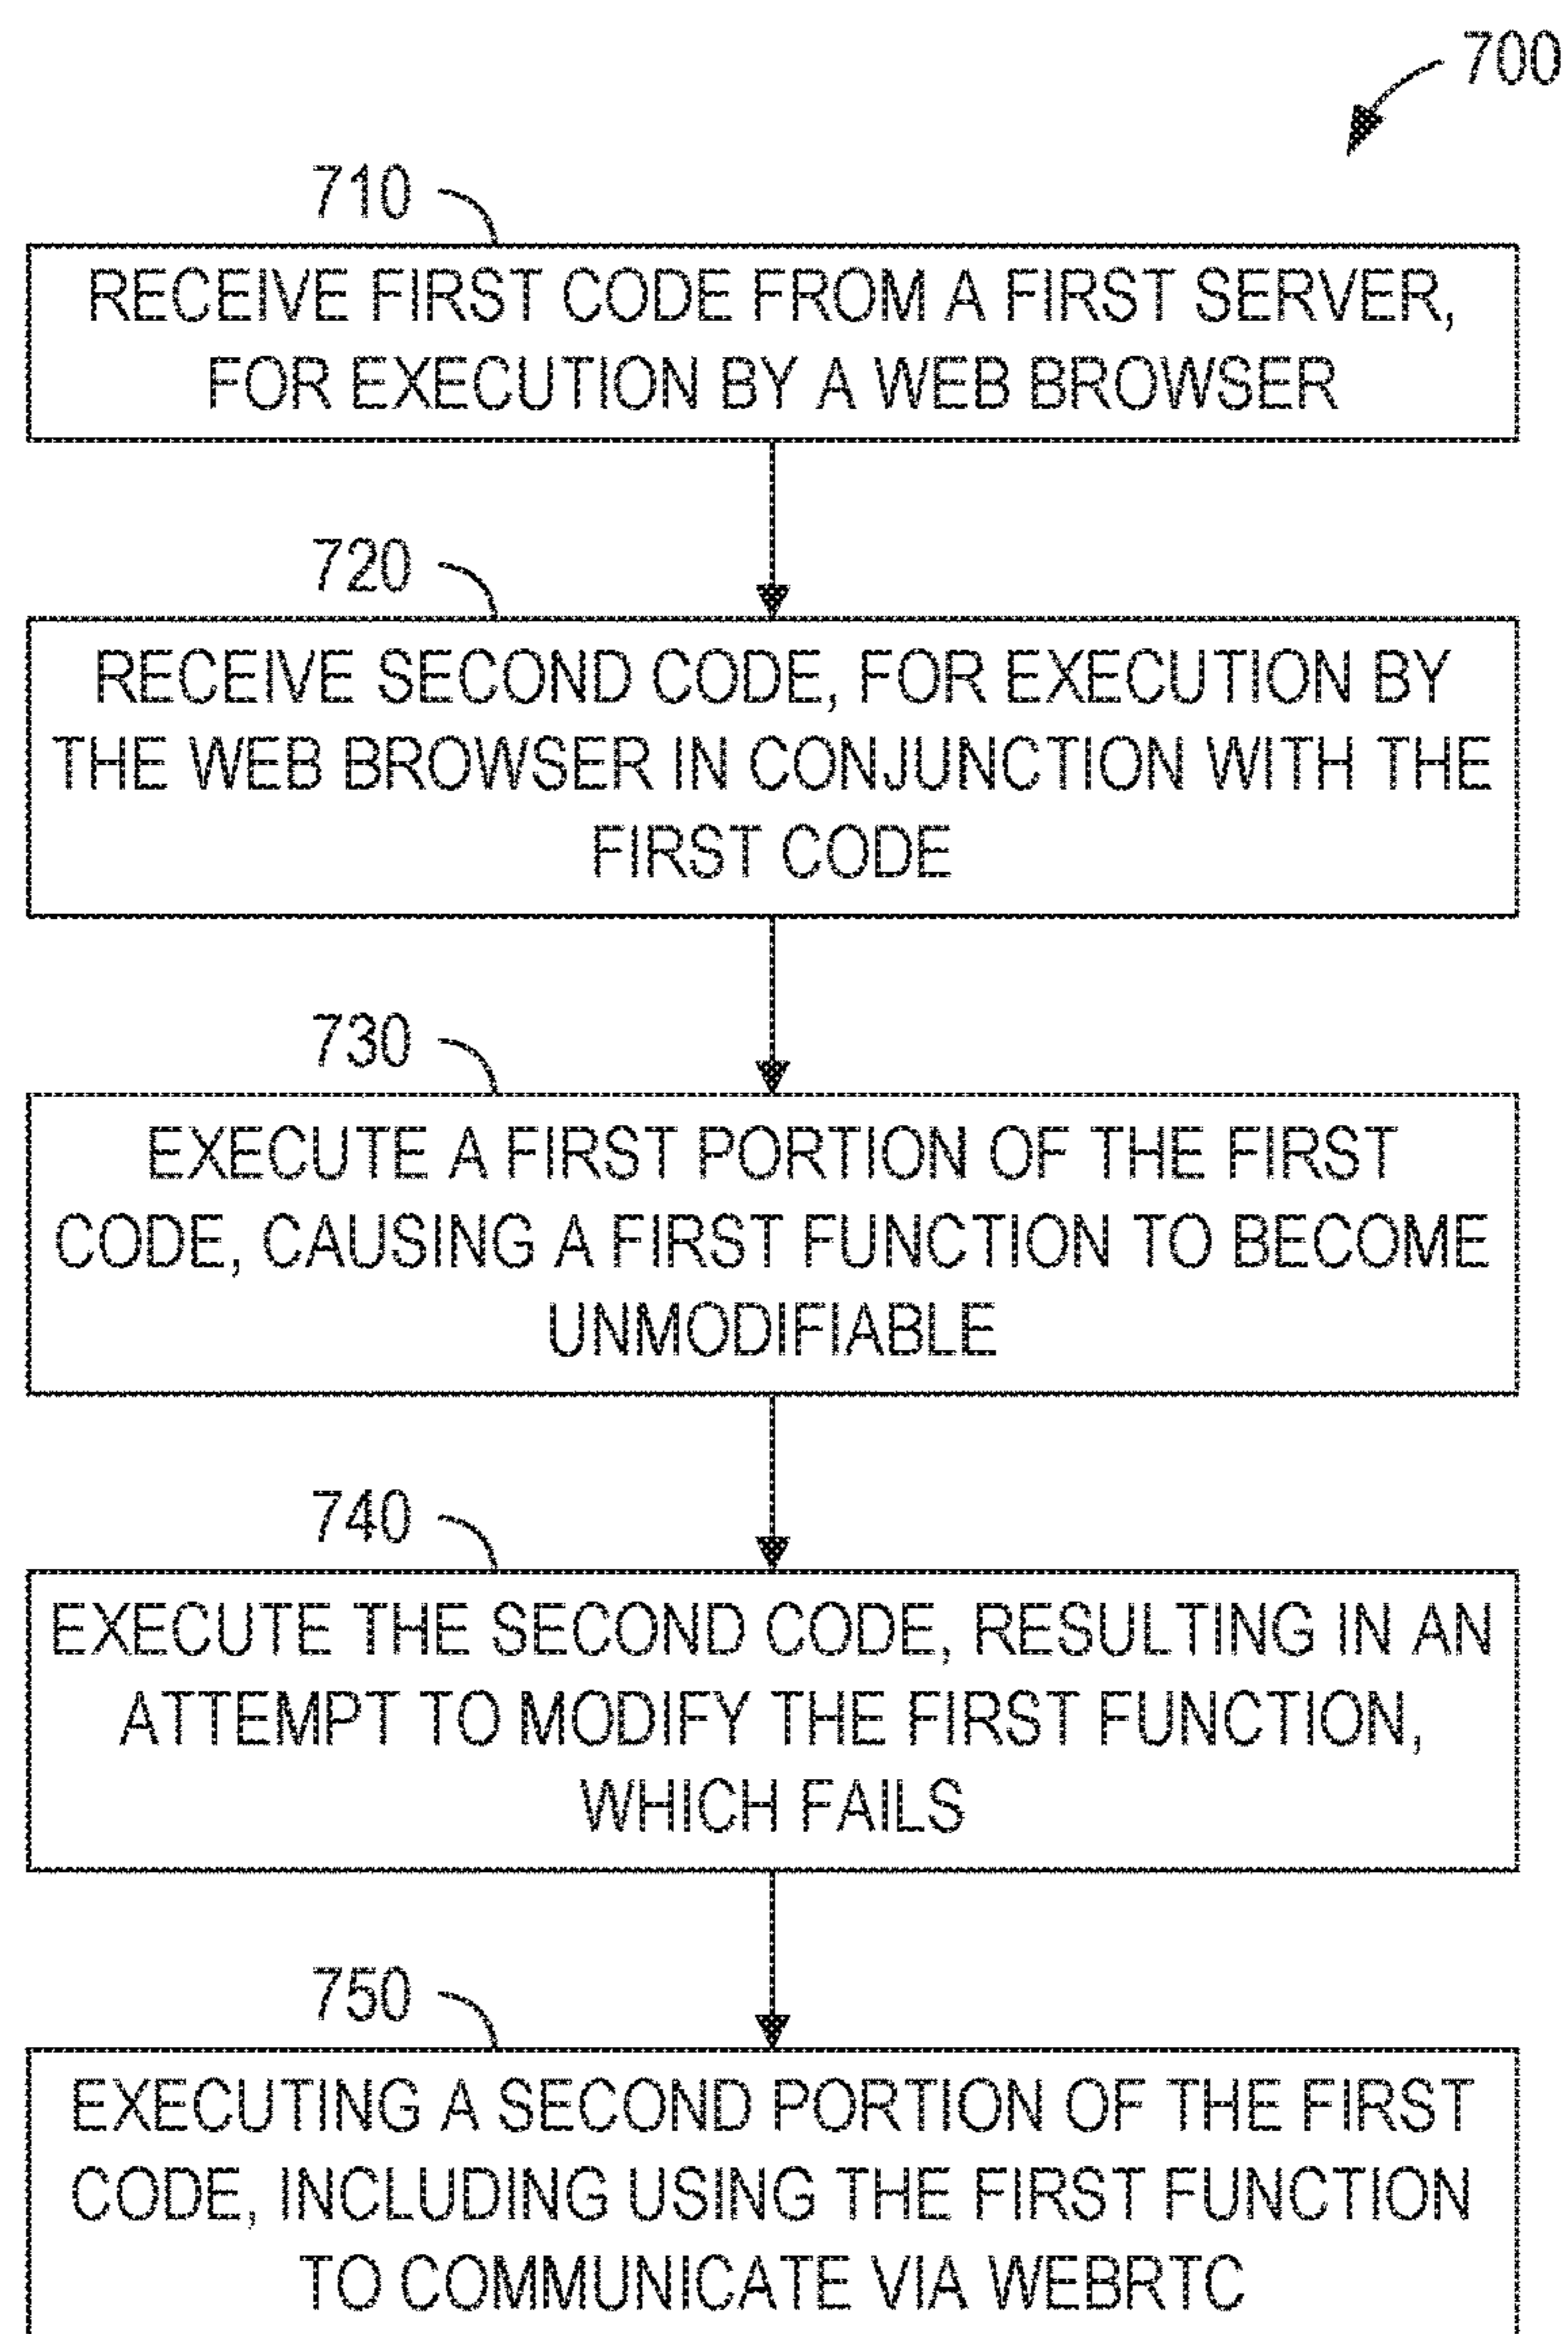 700
710
RECEIVE FIRST CODE FROM A FIRST SERVER,
FOR EXECUTION BY A WEB BROWSER
720
RECEIVE SECOND CODE, FOR EXECUTION BY
THE WEB BROWSER IN CONJUNCTION WITH THE
FIRST CODE
730
EXECUTE A FIRST PORTION OF THE FIRST
CODE, CAUSING A FIRST FUNCTION TO BECOME
UNMODIFIABLE
740
EXECUTE THE SECOND CODE, RESULTING IN AN
ATTEMPT TO MODIFY THE FIRST FUNCTION,
WHICH FAILS
750
EXECUTING A SECOND PORTION OF THE FIRST
CODE, INCLUDING USING THE FIRST FUNCTION
TO COMMUNICATE VIA WEBRTC